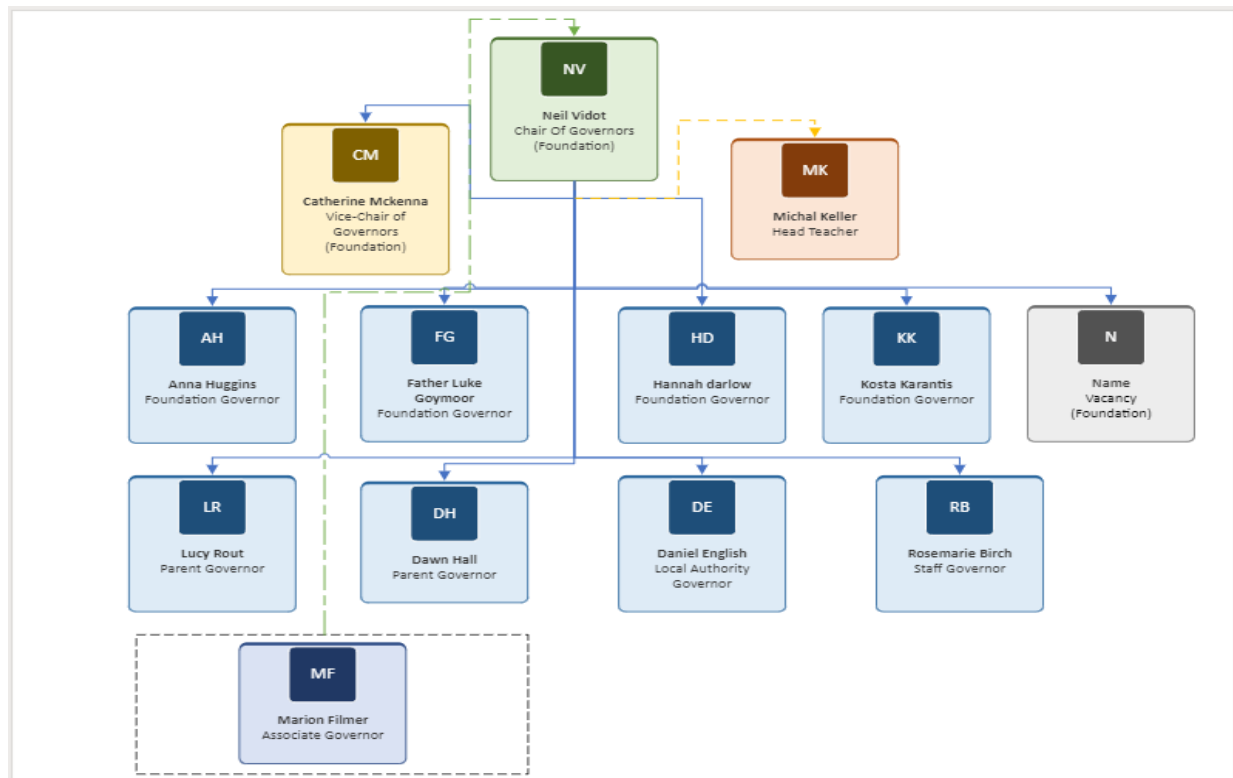 NV
Neil Vidot
Chair Of Governors
(Foundation)
CM
Catherine Mckenna
Vice-Chair of
Governors
(Foundation)
MK
Michal Keller
Head Teacher
AH
Anna Huggins
Foundation Governor
FG
Father Luke
Goymoor
Foundation Governor
HD
Hannah darlow
Foundation Governor
KK
Kosta Karantis
Foundation Governor
N
Name
Vacancy
(Foundation)
LR
Lucy Rout
Parent Governor
DH
Dawn Hall
Parent Governor
DE
Daniel English
Local Authority
Governor
RB
Rosemarie Birch
Staff Governor
MF
Marion Filmer
Associate Governor